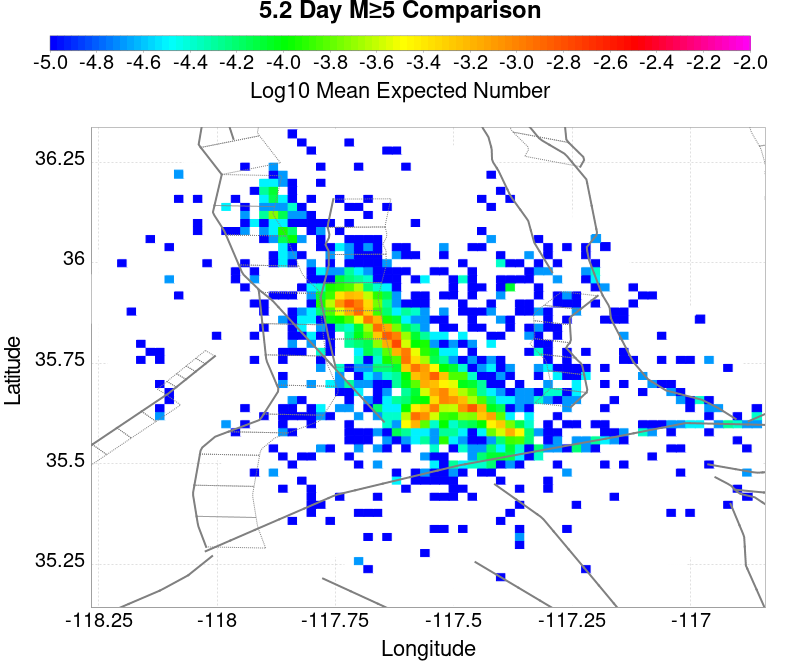 5.2 Day M≥5 Comparison
-5.0 -4.8 -4.6 -4.4 -4.2 -4.0 -3.8 -3.6 -3.4 -3.2 -3.0 -2.8 -2.6 -2.4 -2.2 -2.0
Log10 Mean Expected Number
36.25
36
35.75
35.5
35.25
Latitude
-118.25 -118 -117.75 -117.5 -117.25 -117
Longitude